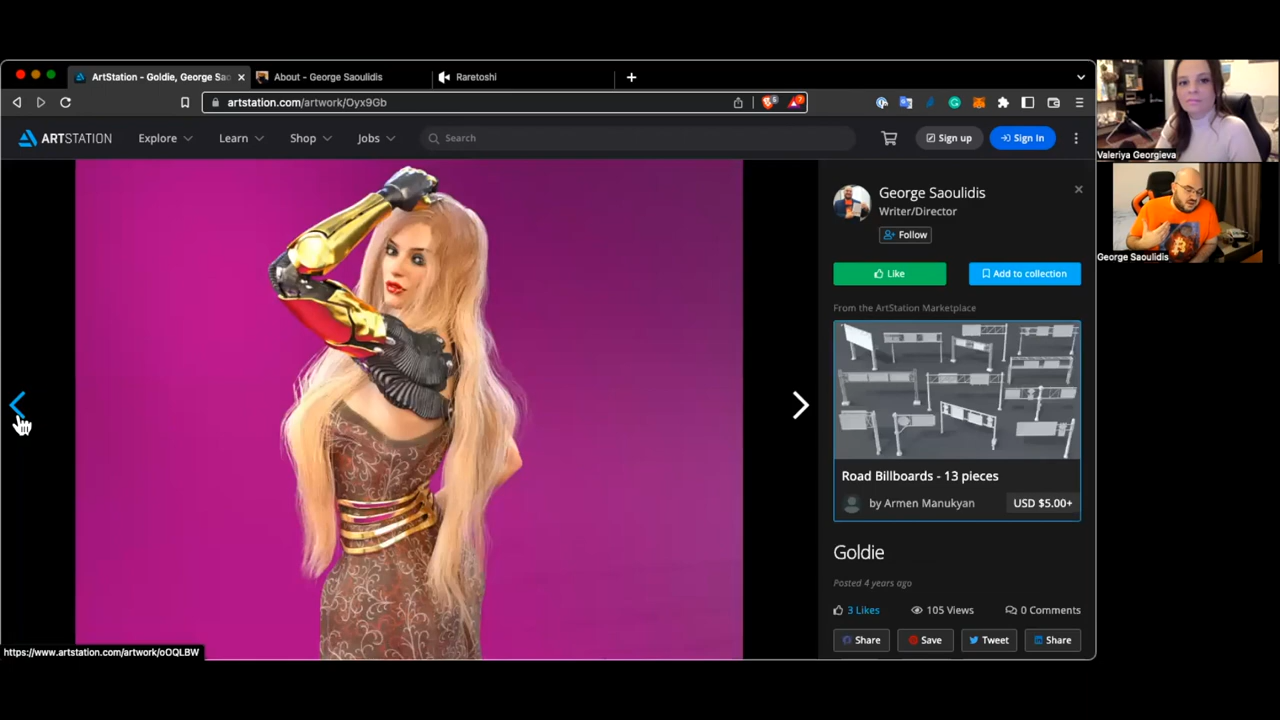 ArtStation - Goldie, George Sao
About - George Saoulidis
Raretoshi
artstation.com/artwork/Oyx9Gb
ARTSTATION
Explore
Learn
Shop
Jobs
Search
Sign up
Sign In
George Saoulidis
Writer/Director
Follow
Like
Add to collection
From the ArtStation Marketplace
Road Billboards - 13 pieces
by Armen Manukyan
USD $5.00+
Goldie
Posted 4 years ago
3 Likes
105 Views
0 Comments
Share
Save
Tweet
Share
https://www.artstation.com/artwork/oOQLBW
Valeriya Georgieva
George Saoulidis